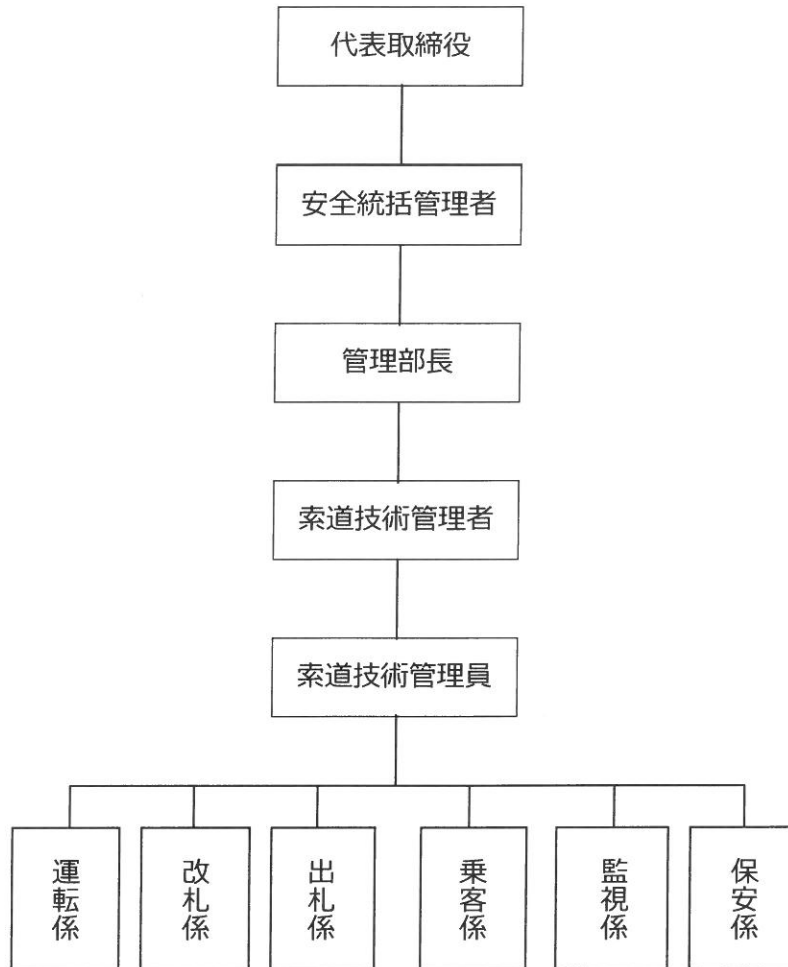 代表取締役
安全統括管理者
管理部長
索道技術管理者
索道技術管理員
運転係
改札係
出札係
乗客係
監視係
保安係